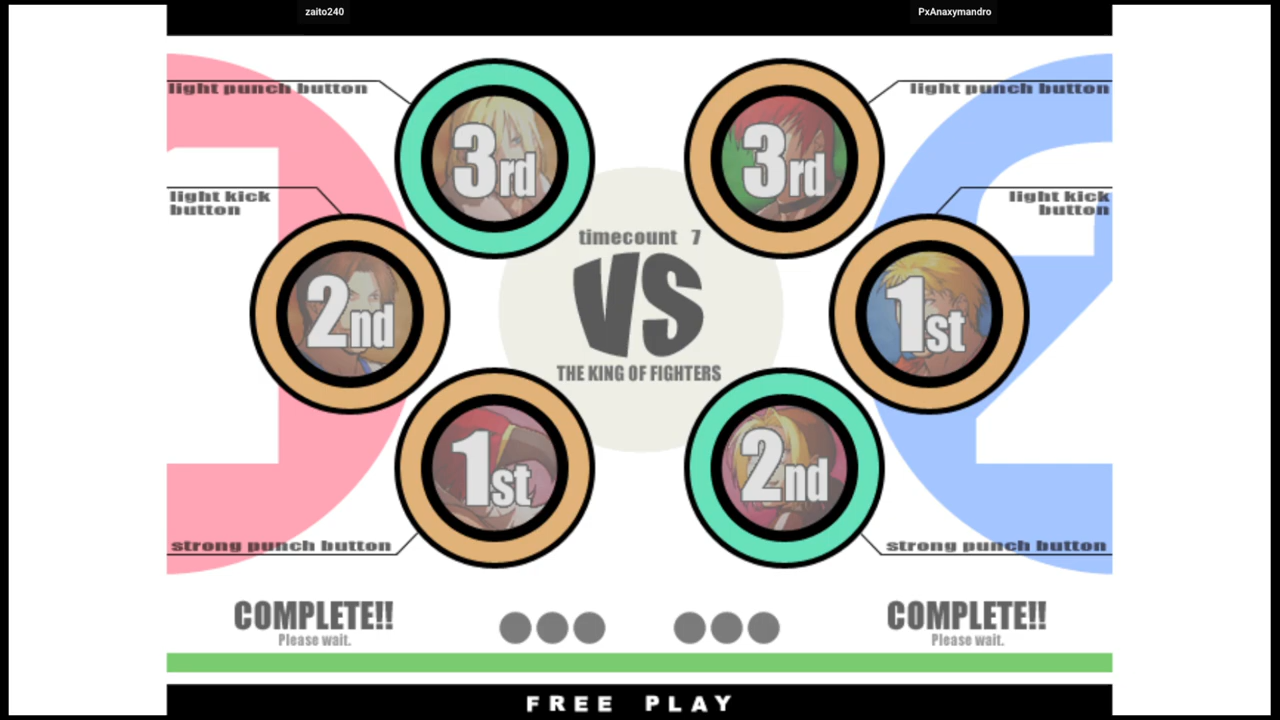 zaito240
PxAnaxymandro
light punch button
3rd
3rd
light punch button
light kick
button
light kick
button
timecount 7
VS
THE KING OF FIGHTERS
2nd
1st
1st
2nd
strong punch button
strong punch button
COMPLETE!!
Please wait.
COMPLETE!!
Please wait.
FREE PLAY
1
2